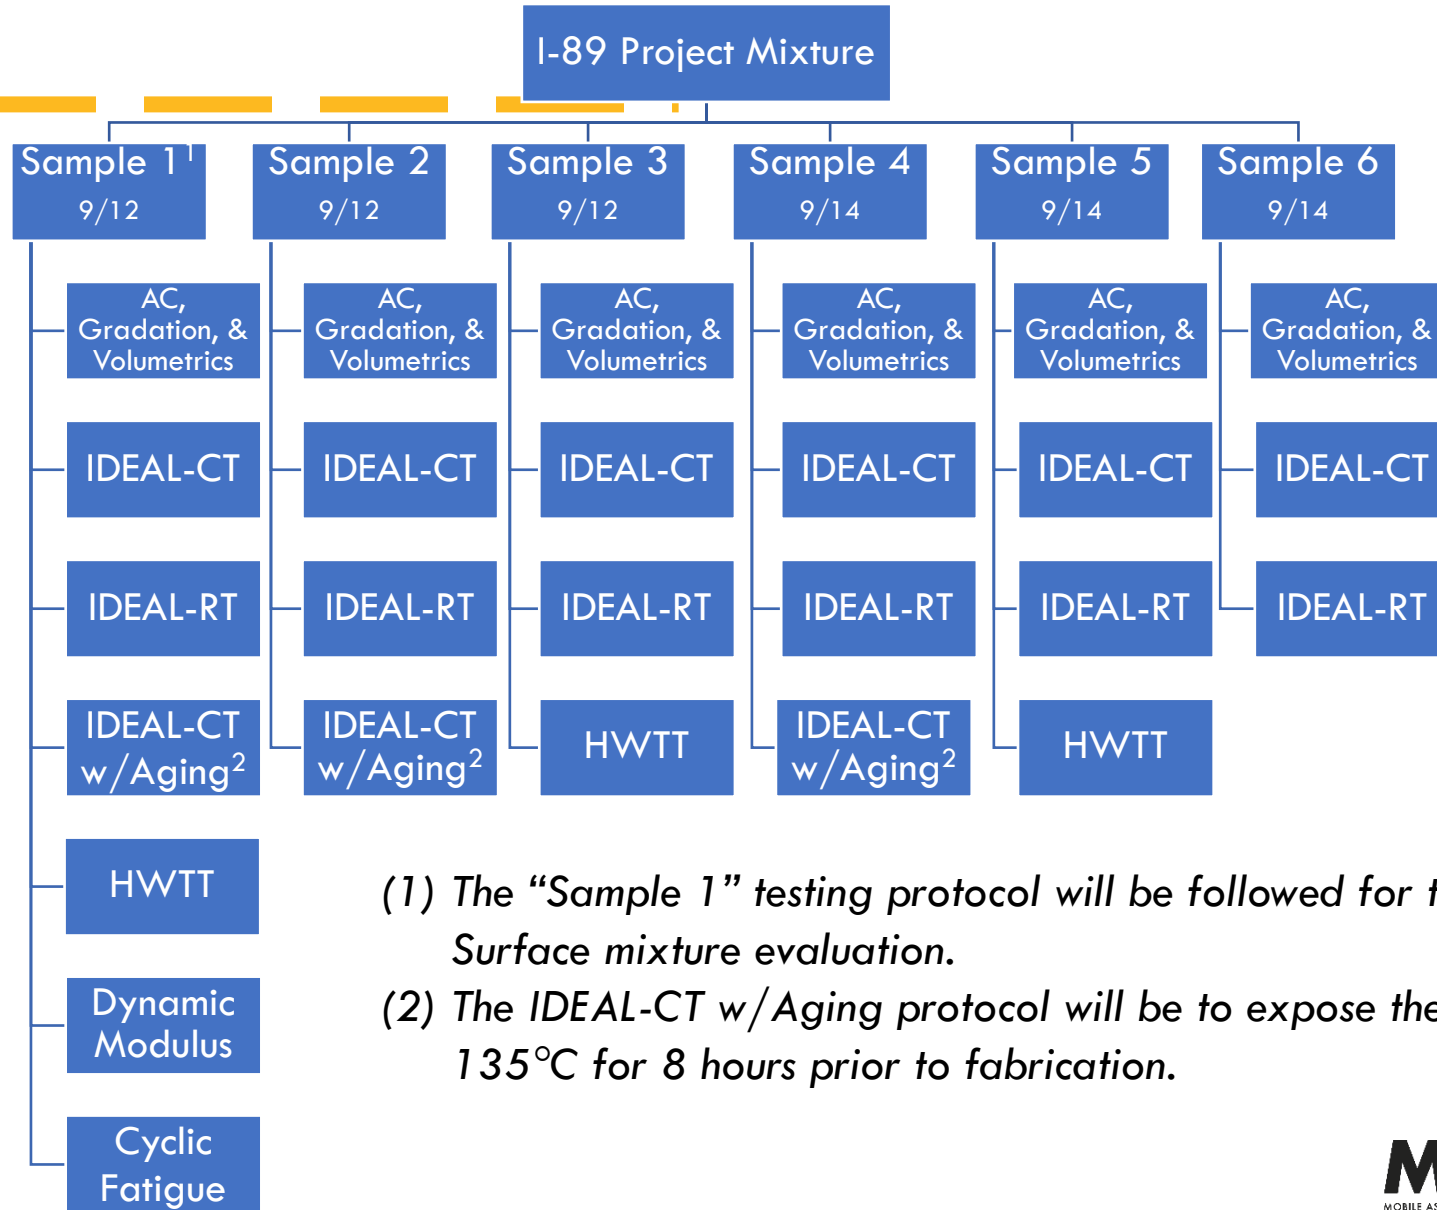 I-89 Project Mixture
Sample 1¹
9/12
Sample 2
9/12
Sample 3
9/12
Sample 4
9/14
Sample 5
9/14
Sample 6
9/14
AC,
Gradation, &
Volumetrics
AC,
Gradation, &
Volumetrics
AC,
Gradation, &
Volumetrics
AC,
Gradation, &
Volumetrics
AC,
Gradation, &
Volumetrics
AC,
Gradation, &
Volumetrics
IDEAL-CT
IDEAL-CT
IDEAL-CT
IDEAL-CT
IDEAL-CT
IDEAL-CT
IDEAL-RT
IDEAL-RT
IDEAL-RT
IDEAL-RT
IDEAL-RT
IDEAL-RT
IDEAL-CT
w/Aging²
IDEAL-CT
w/Aging²
HWTT
IDEAL-CT
w/Aging²
HWTT
HWTT
Dynamic
Modulus
Cyclic
Fatigue
(1) The “Sample 1” testing protocol will be followed for
Surface mixture evaluation.
(2) The IDEAL-CT w/Aging protocol will be to expose the
135°C for 8 hours prior to fabrication.
MOBILE